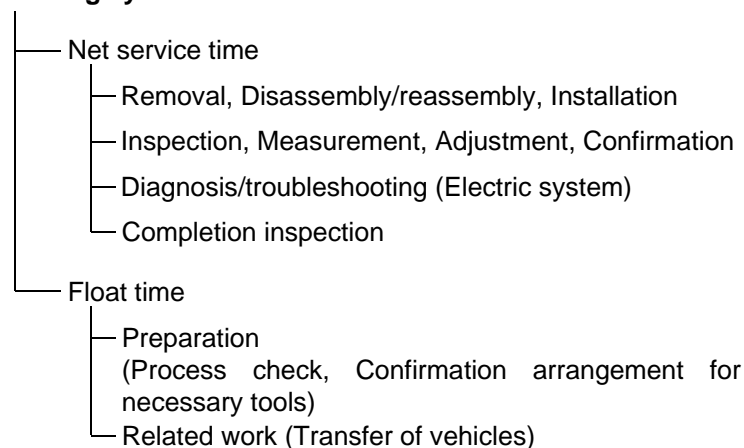 Net service time
Removal, Disassembly/reassembly, Installation
Inspection, Measurement, Adjustment, Confirmation
Diagnosis/troubleshooting (Electric system)
Completion inspection
Float time
Preparation
(Process check, Confirmation arrangement for
necessary tools)
Related work (Transfer of vehicles)